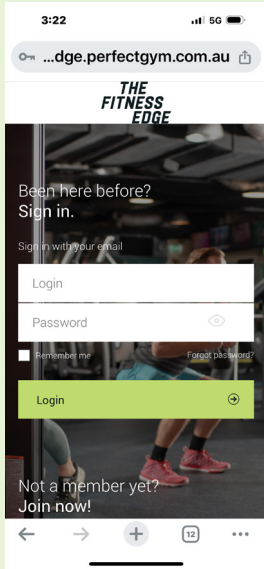 3:22
5G
...dge.perfectgym.com.au
THE
FITNESS
EDGE
Been here before?
Sign in.
Sign in with your email
Login
Password
Remember me Forgot password?
Login
Not a member yet?
Join now!
12